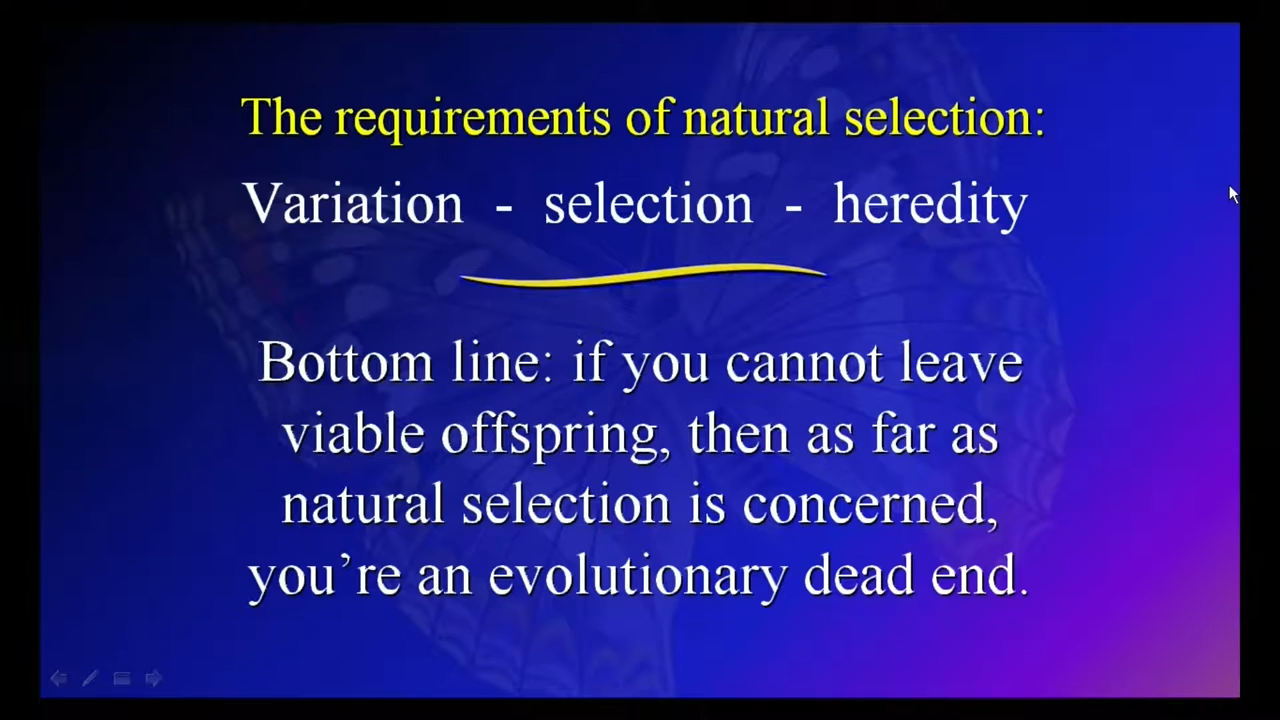 The requirements of natural selection:
Variation - selection - heredity
Bottom line: if you cannot leave
viable offspring, then as far as
natural selection is concerned,
you’re an evolutionary dead end.